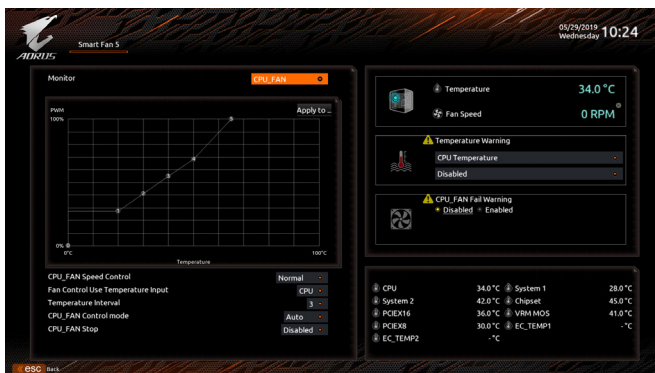 AORUS
Smart Fan 5
05/29/2019
Wednesday 10:24
Monitor
CPU_FAN
PWM
100%
Apply to _
0%
0°C
100°C
Temperature
CPU_FAN Speed Control Normal
Fan Control Use Temperature Input CPU
Temperature Interval 3
CPU_FAN Control mode Auto
CPU_FAN Stop Disabled
Temperature 34.0 °C
Fan Speed 0 RPM
Temperature Warning
CPU Temperature
Disabled
CPU_FAN Fail Warning
Disabled Enabled
CPU 34.0°C System 1 28.0°C
System 2 42.0°C Chipset 45.0°C
PCIEX16 36.0°C VRM MOS 41.0°C
PCIEX8 30.0°C EC_TEMP1 -°C
EC_TEMP2 -°C
esc Back